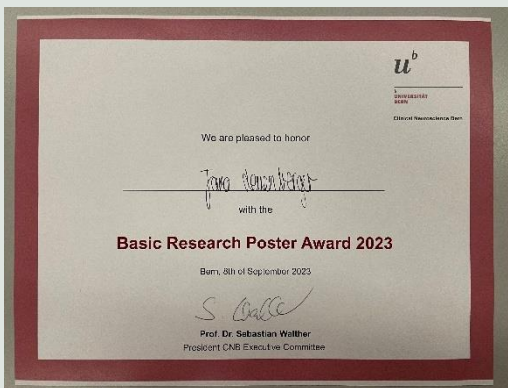 u^b
UNIVERSITÄT
BERN
Clinical Neuroscience Bern
We are pleased to honor
with the
Basic Research Poster Award 2023
Bern, 8th of September 2023
S. Walther
Prof. Dr. Sebastian Walther
President CNB Executive Committee